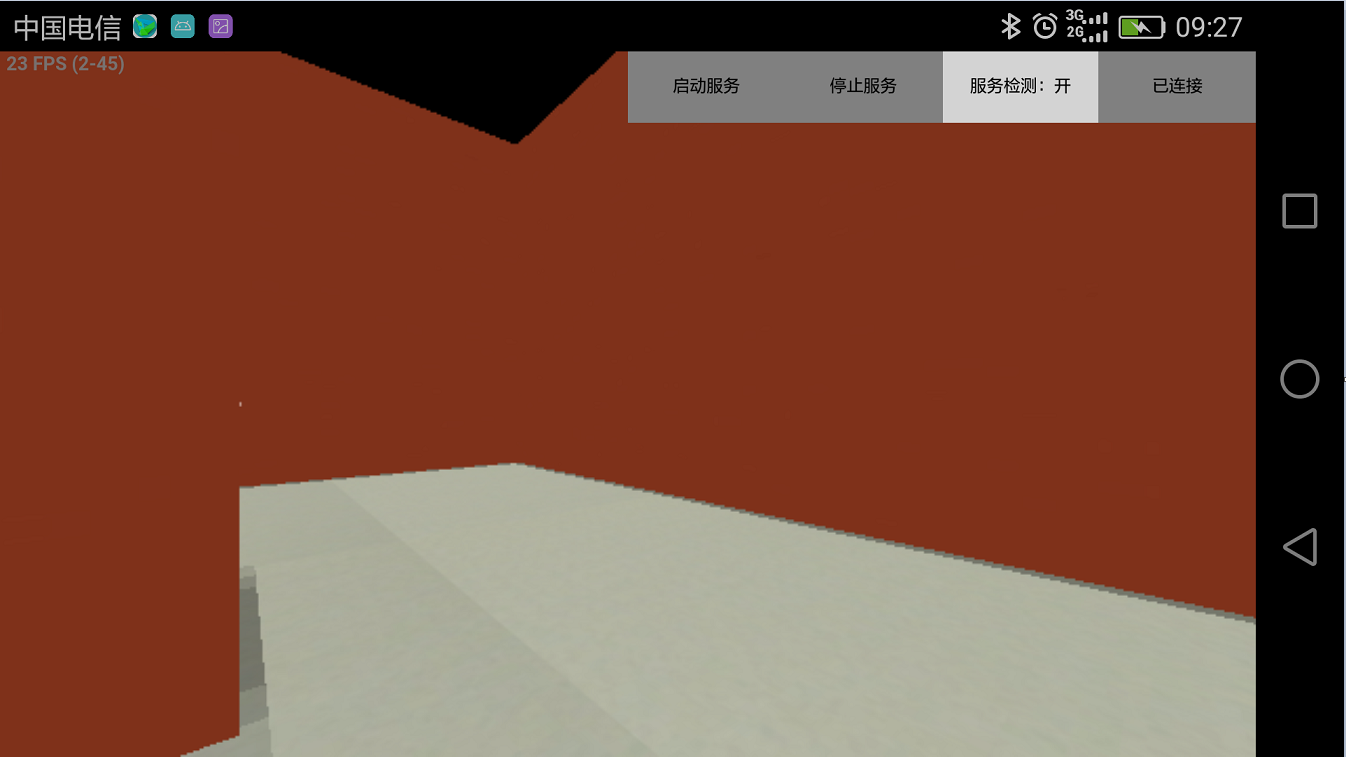 中国电信
3G
2G
09:27
23 FPS (2-45)
启动服务
停止服务
服务检测：开
已连接